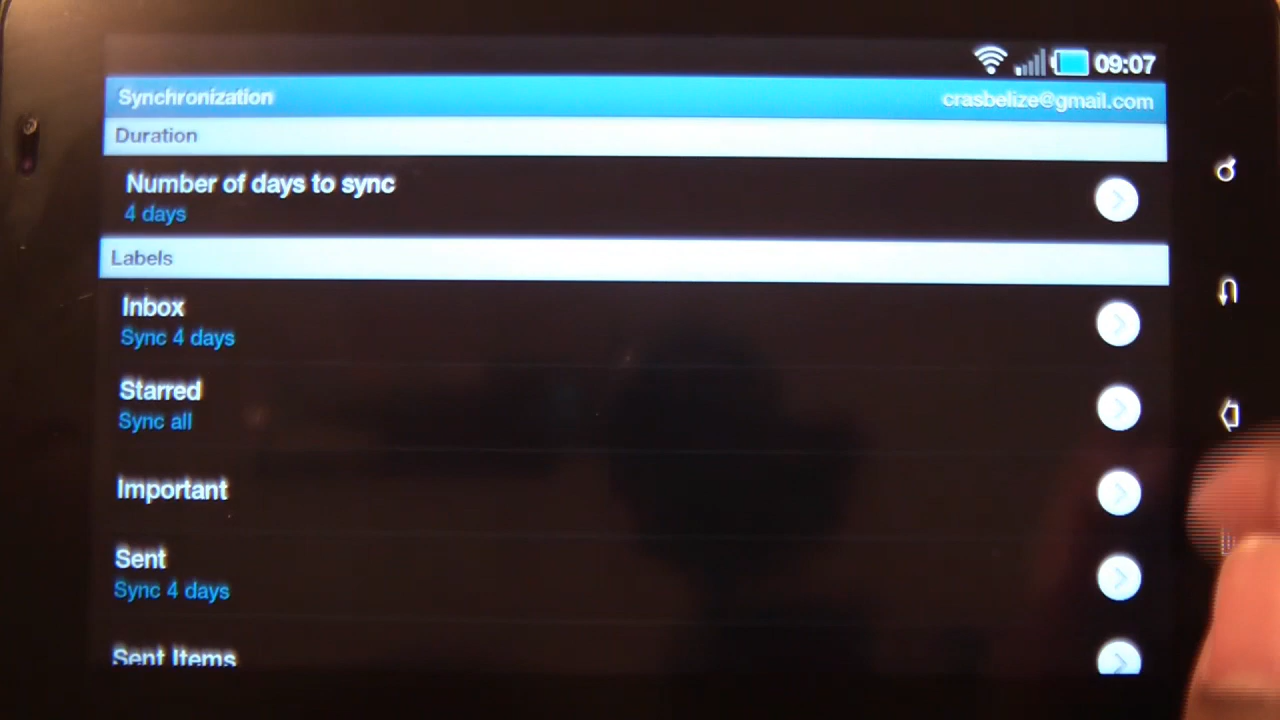 09:07
Synchronization
crasbelize@gmail.com
Duration
Number of days to sync
4 days
Labels
Inbox
Sync 4 days
Starred
Sync all
Important
Sent
Sync 4 days
Sent Items